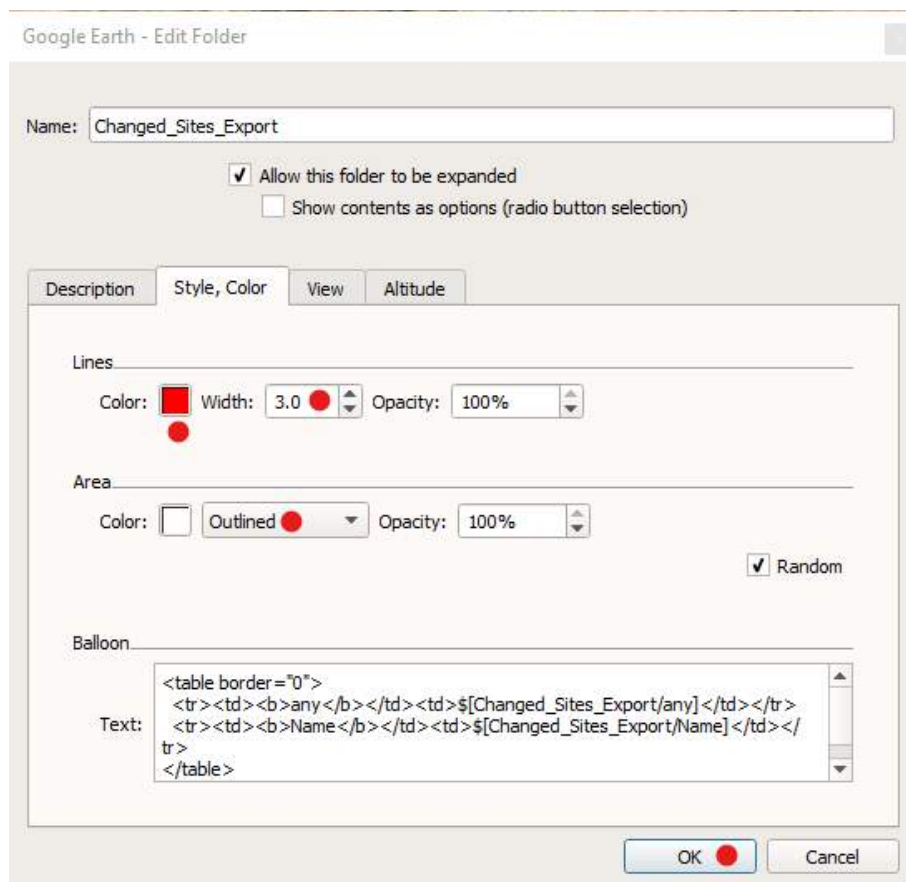 Google Earth - Edit Folder
Name: Changed_Sites_Export
Allow this folder to be expanded
Show contents as options (radio button selection)
Description Style, Color View Altitude
Lines
Color: Width: 3.0 Opacity: 100%
Area
Color: Outlined Opacity: 100%
Random
Balloon
Text:
<table border="0">
<tr><td><b>any</b></td><td>$[Changed_Sites_Export/any]</td></tr>
<tr><td><b>Name</b></td><td>$[Changed_Sites_Export/Name]</td></
tr>
</table>
OK Cancel